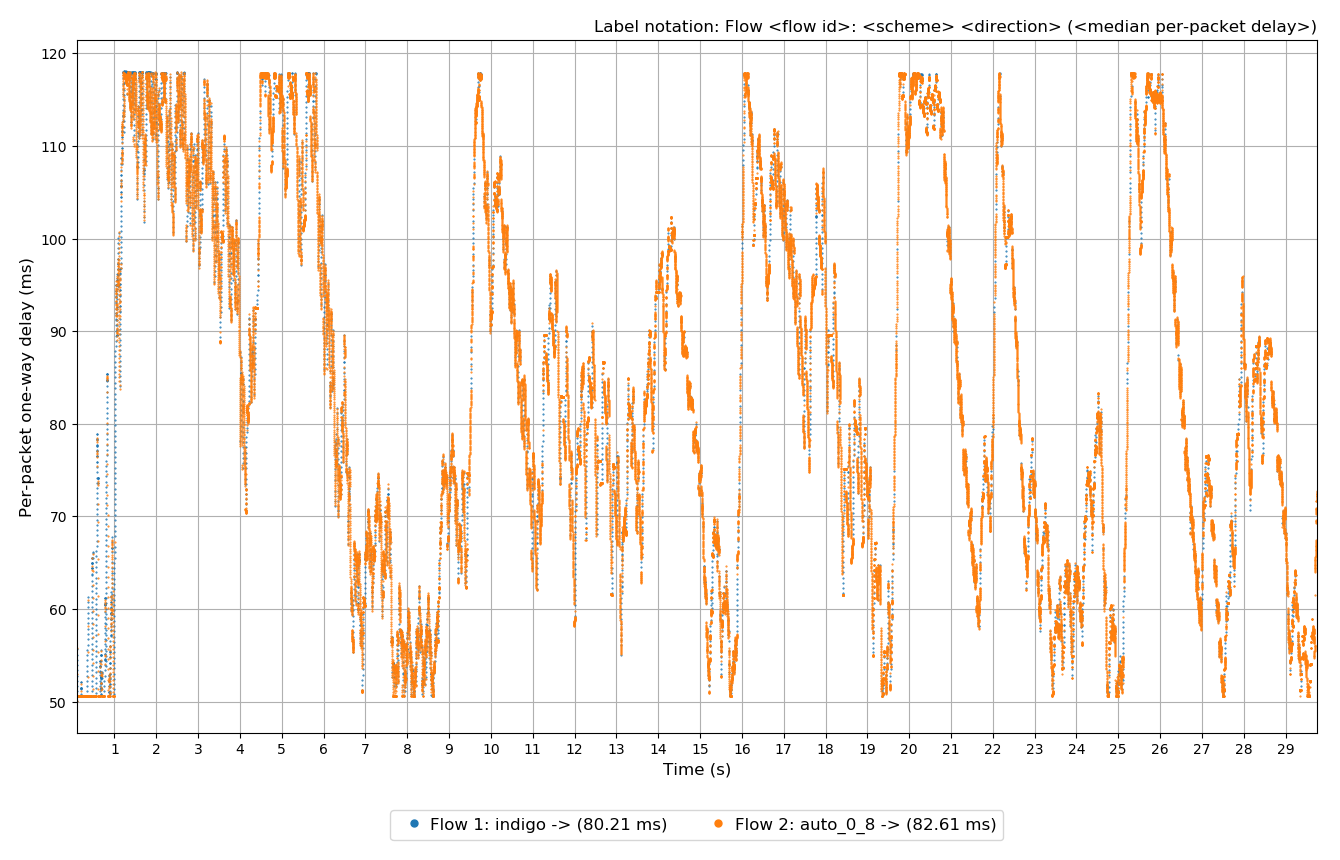 Label notation: Flow <flow id>: <scheme> <direction> (<median per-packet delay>)
120
110
100
90
80
70
60
50
Per-packet one-way delay (ms)
1 2 3 4 5 6 7 8 9 10 11 12 13 14 15 16 17 18 19 20 21 22 23 24 25 26 27 28 29
Time (s)
Flow 1: indigo -> (80.21 ms) Flow 2: auto_0_8 -> (82.61 ms)